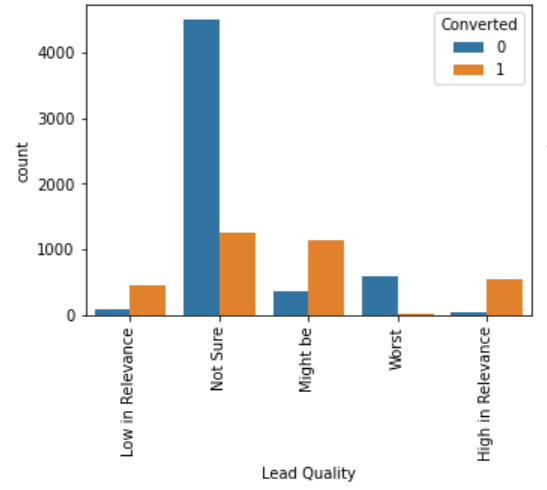 Converted
0
1
4000
3000
2000
1000
0
count
Low in Relevance
Not Sure
Might be
Worst
High in Relevance
Lead Quality